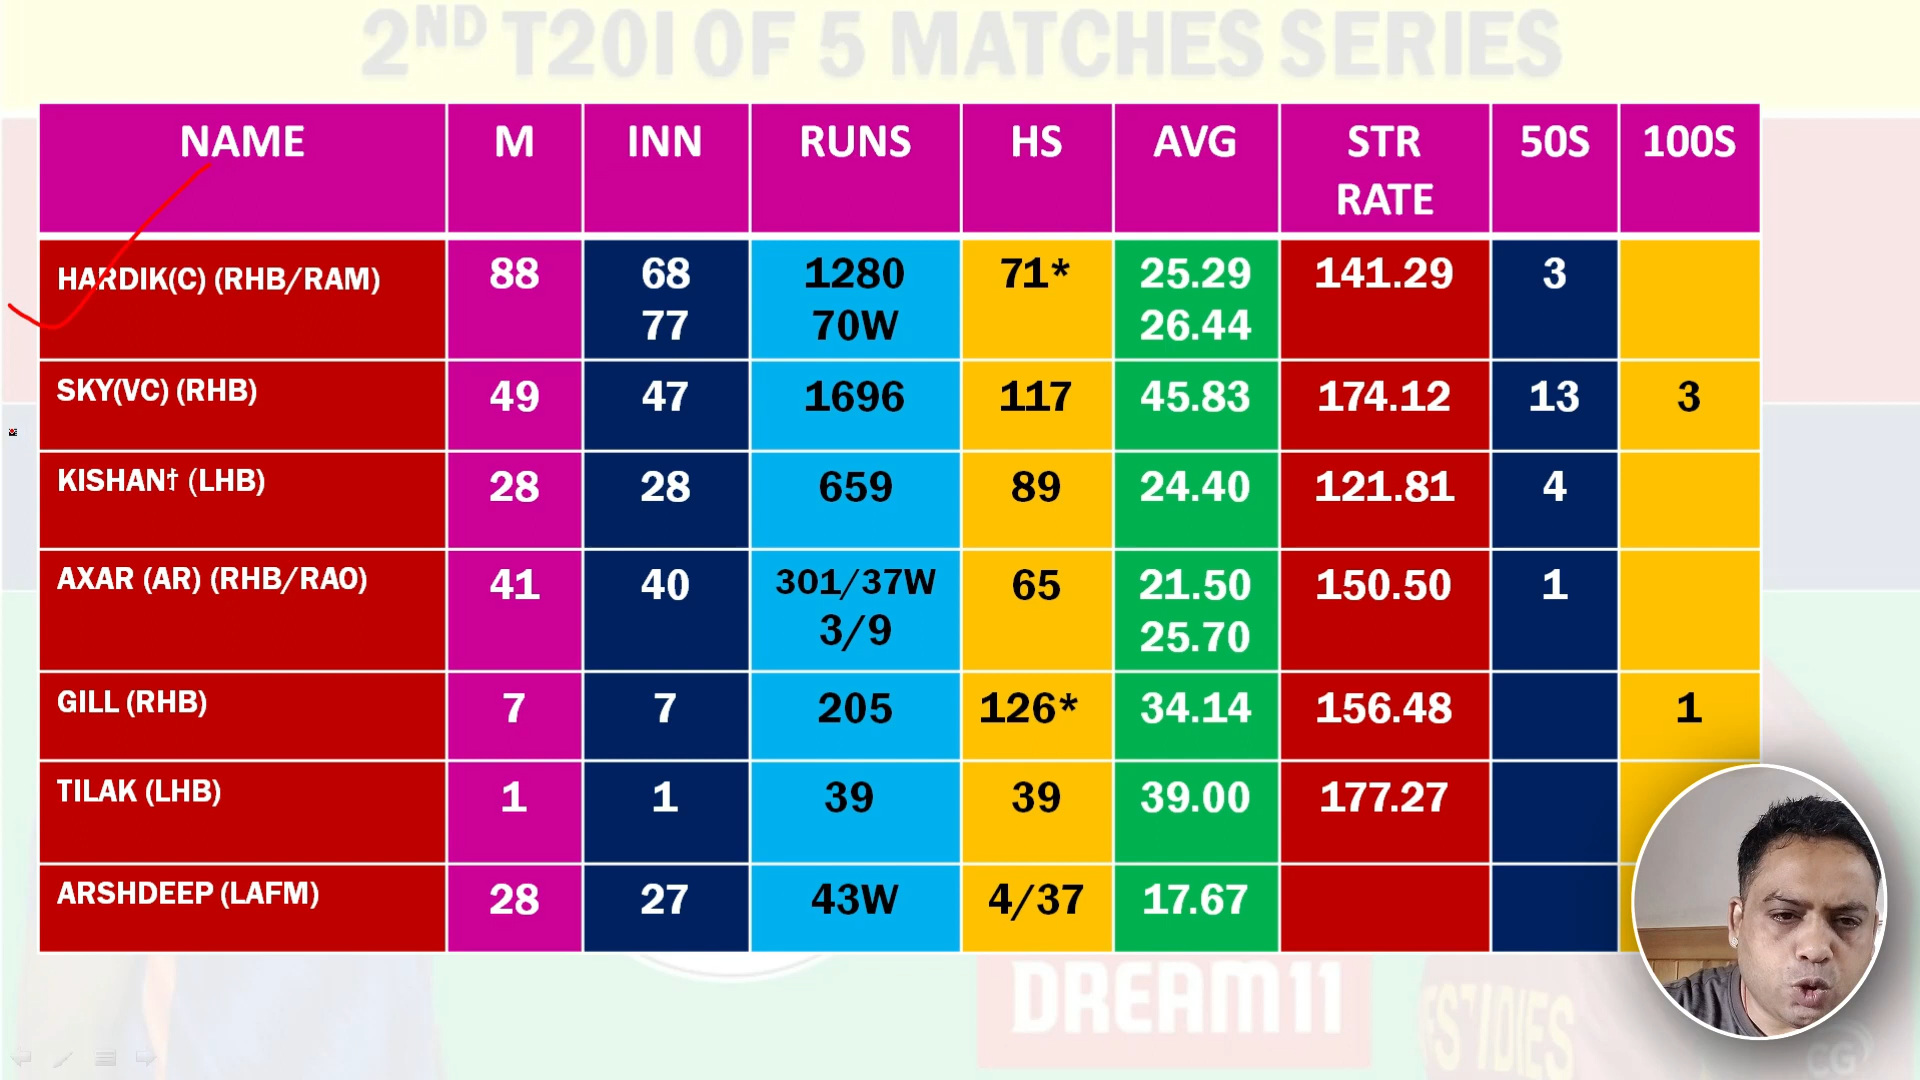 2ND T20I OF 5 MATCHES SERIES
NAME M INN RUNS HS AVG STR RATE 50S 100S
HARDIK(C) (RHB/RAM) 88 68 1280 71* 25.29 141.29 3
77 70W 26.44
SKY(VC) (RHB) 49 47 1696 117 45.83 174.12 13 3
KISHAN† (LHB) 28 28 659 89 24.40 121.81 4
AXAR (AR) (RHB/RAO) 41 40 301/37W 65 21.50 150.50 1
3/9 25.70
GILL (RHB) 7 7 205 126* 34.14 156.48 1
TILAK (LHB) 1 1 39 39 39.00 177.27
ARSHDEEP (LAFM) 28 27 43W 4/37 17.67
DREAM11
CG